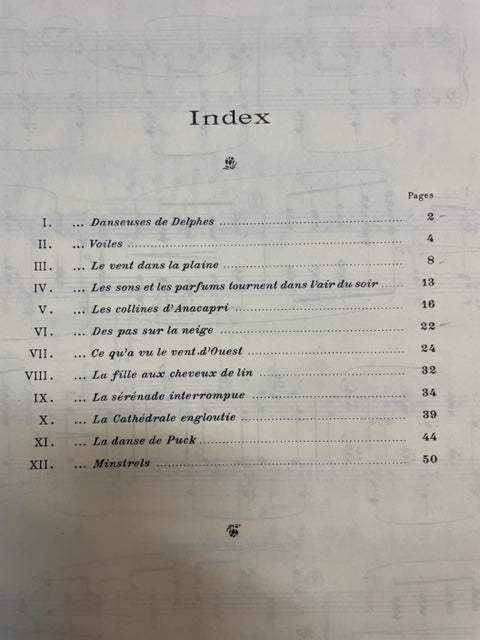 Index
Pages
I. ... Danseuses de Delphes ........................................ 2
II. ... Voiles ........................................ 4
III. ... Le vent dans la plaine ........................................ 8
IV. ... Les sons et les parfums tournent dans l'air du soir ..... 13
V. ... Les collines d'Anacapri ........................................ 16
VI. ... Des pas sur la neige ........................................ 22
VII. ... Ce qu'a vu le vent d'Ouest ........................................ 24
VIII. ... La fille aux cheveux de lin ........................................ 32
IX. ... La sérénade interrompue ........................................ 34
X. ... La Cathédrale engloutie ........................................ 39
XI. ... La danse de Puck ........................................ 44
XII. ... Minstrels ........................................ 50